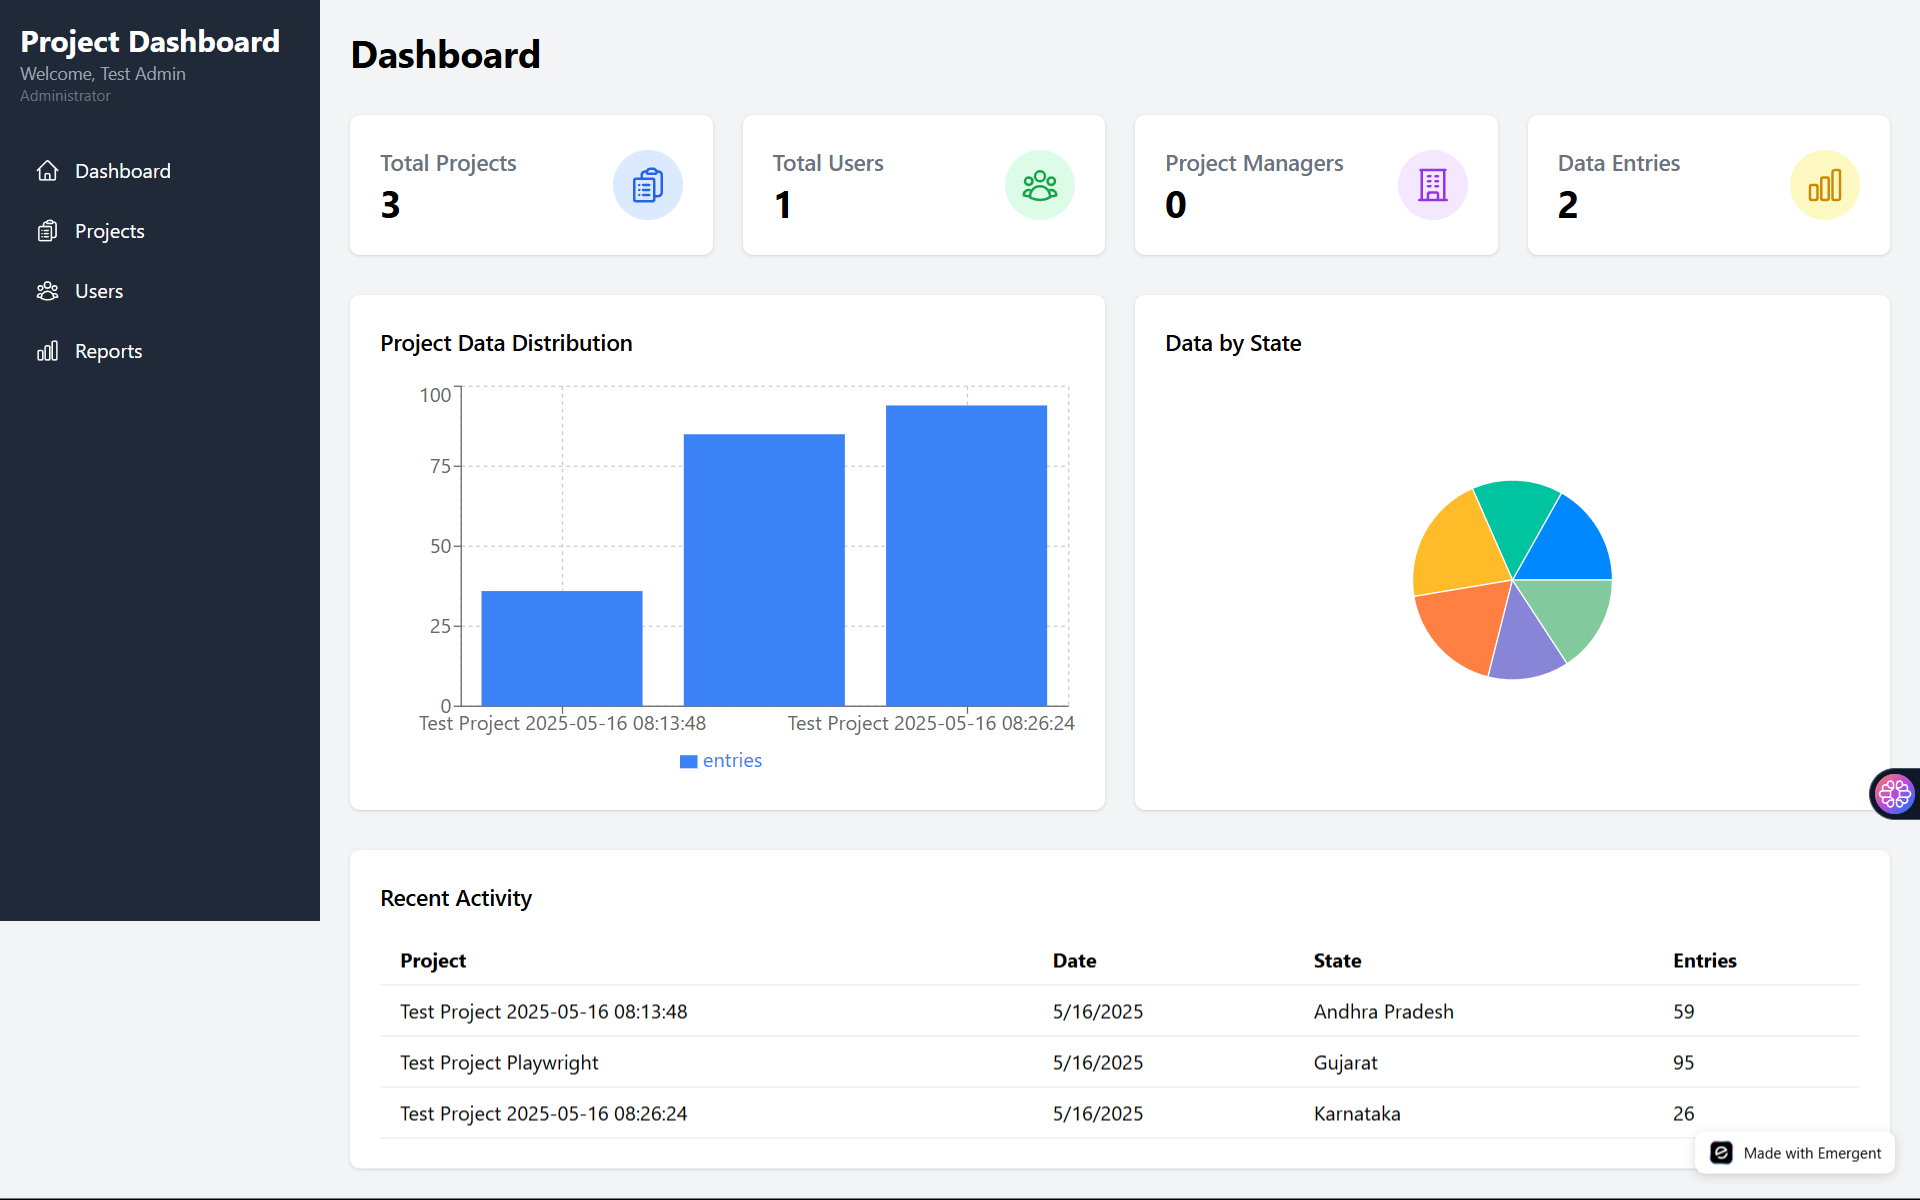 Project Dashboard
Welcome, Test Admin
Administrator
Dashboard
Projects
Users
Reports
Dashboard
Total Projects
3
Total Users
1
Project Managers
0
Data Entries
2
Project Data Distribution
100
75
50
25
0
Test Project 2025-05-16 08:13:48
Test Project 2025-05-16 08:26:24
entries
Data by State
Recent Activity
Project Date State Entries
Test Project 2025-05-16 08:13:48 5/16/2025 Andhra Pradesh 59
Test Project Playwright 5/16/2025 Gujarat 95
Test Project 2025-05-16 08:26:24 5/16/2025 Karnataka 26
Made with Emergent